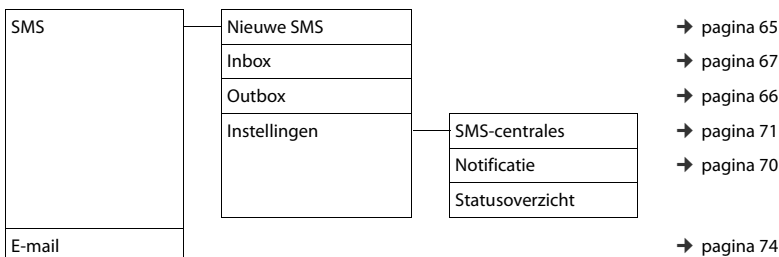 SMS Nieuwe SMS ➔ pagina 65
Inbox ➔ pagina 67
Outbox ➔ pagina 66
Instellingen SMS-centrales ➔ pagina 71
Notificatie ➔ pagina 70
Statusoverzicht
E-mail ➔ pagina 74